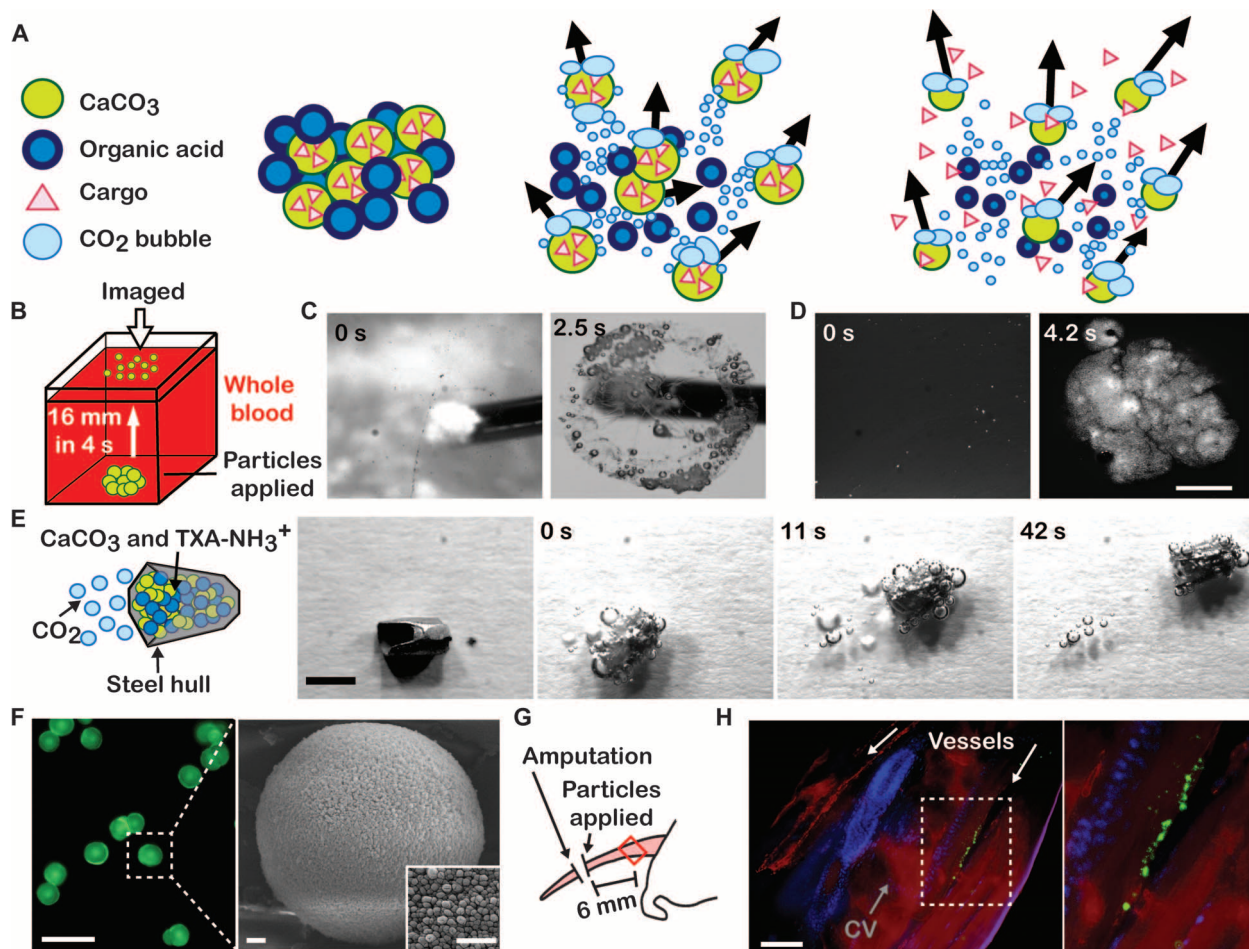 A
CaCO3
Organic acid
Cargo
CO2 bubble
B
Imaged
Whole
blood
16 mm
in 4 s
Particles
applied
C
0 s
2.5 s
D
0 s
4.2 s
E
CaCO3 and TXA-NH3+
CO2
Steel hull
0 s
11 s
42 s
F
G
Amputation
Particles
applied
6 mm
H
Vessels
CV